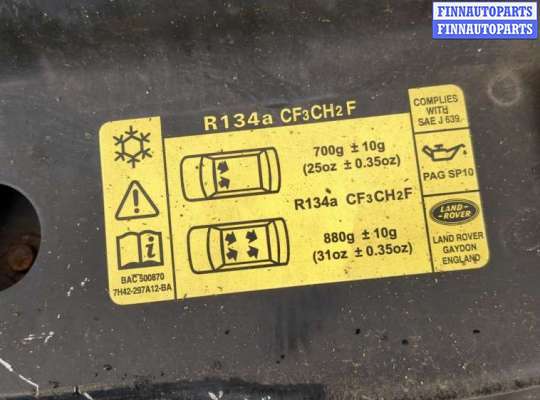 FINNAUTOPARTS
FINNAUTOPARTS
R134a CF3CH2F
700g ± 10g
(25oz ± 0.35oz)
R134a CF3CH2F
880g ± 10g
(31oz ± 0.35oz)
BAC 500870
7H42-297A12-BA
COMPLIES
WITH
SAE J 639.
PAG SP10
LAND-
-ROVER
LAND ROVER
GAYDON
ENGLAND